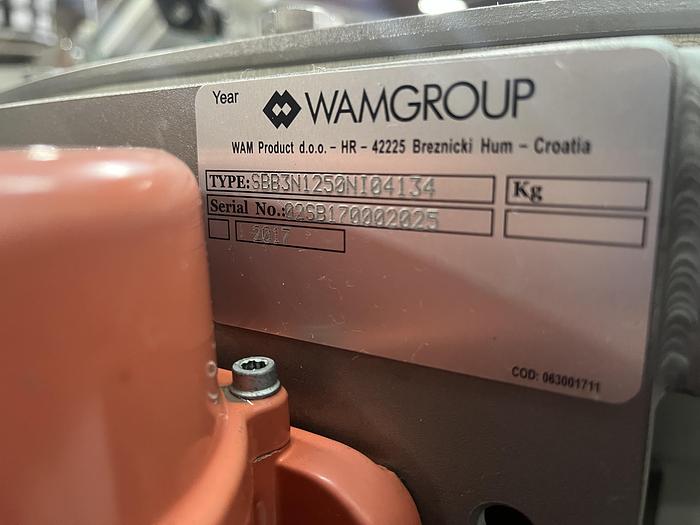 Year
WAMGROUP
WAM Product d.o.o. - HR - 42225 Breznicki Hum - Croatia
TYPE: SBB3N1250NI04134 Kg
Serial No.: 02SB170002025
2017
COD: 063001711